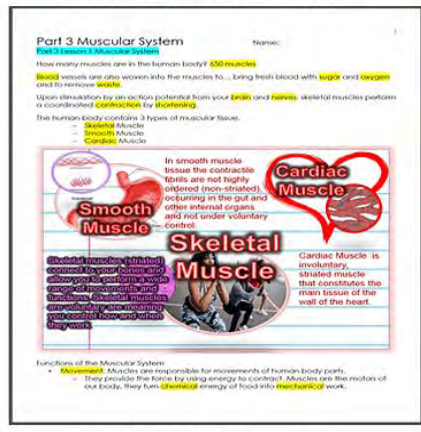 Part 3 Muscular System Name:
Part 3 Lesson 1 Muscular System
How many muscles are in the human body? 650 muscles
Blood vessels are also woven into the muscles to... bring fresh blood with sugar and oxygen
and to remove waste.
Upon stimulation by an action potential from your brain and nerves, skeletal muscles perform
a coordinated contraction by shortening.
The human body contains 3 types of muscular tissue.
– Skeletal Muscle
– Smooth Muscle
– Cardiac Muscle
In smooth muscle
tissue the contractile
fibrils are not highly
ordered (non-striated),
occurring in the gut and
other internal organs
and not under voluntary
control.
Smooth
Muscle
Cardiac
Muscle
Skeletal
Muscle
Skeletal muscles (striated)
connect to your bones and
allow you to perform a wide
range of movements and
functions. Skeletal muscles
are voluntary are meaning
you control how and when
they work.
Cardiac Muscle is
involuntary,
striated muscle
that constitutes the
main tissue of the
wall of the heart.
Functions of the Muscular System
• Movement: Muscles are responsible for movements of human body parts.
– They provide the force by using energy to contract. Muscles are the motors of
our body, they turn chemical energy of food into mechanical work.